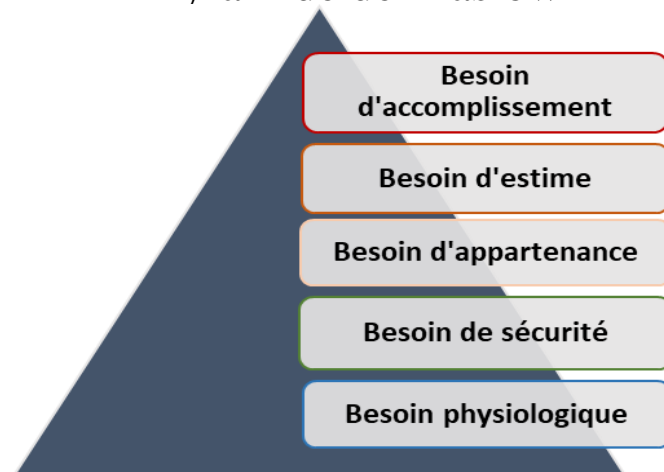 Besoin
d'accomplissement
Besoin d'estime
Besoin d'appartenance
Besoin de sécurité
Besoin physiologique